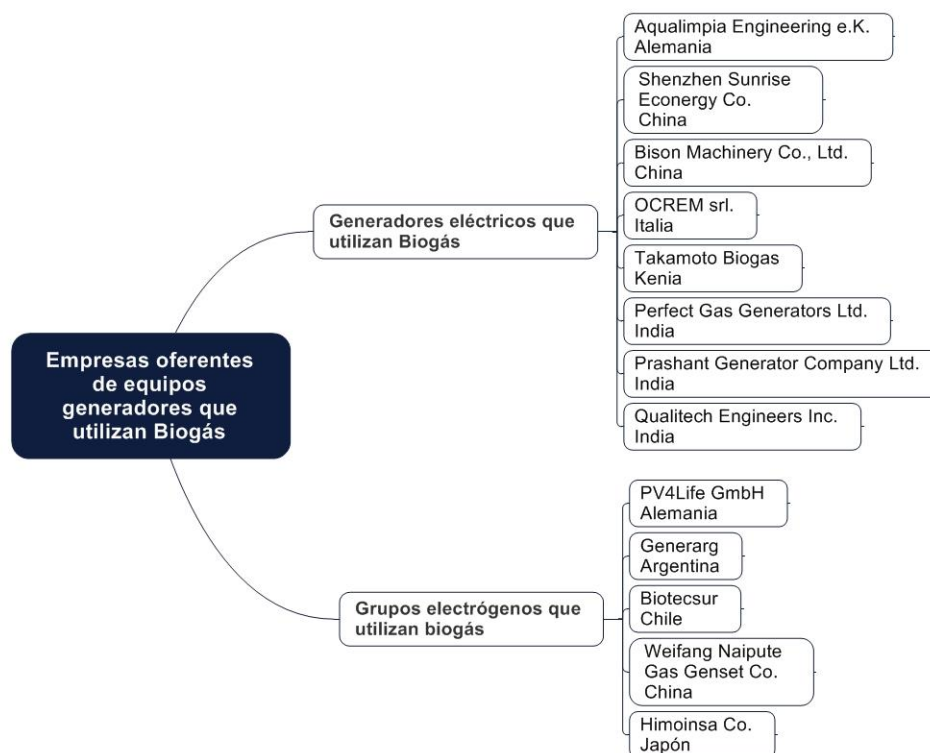 Empresas oferentes
de equipos
generadores que
utilizan Biogás
Generadores eléctricos que
utilizan Biogás
Aqualimpia Engineering e.K.
Alemania
Shenzhen Sunrise
Econergy Co.
China
Bison Machinery Co., Ltd.
China
OCREM srl.
Italia
Takamoto Biogas
Kenia
Perfect Gas Generators Ltd.
India
Prashant Generator Company Ltd.
India
Qualitech Engineers Inc.
India
Grupos electrógenos que
utilizan biogás
PV4Life GmbH
Alemania
Generarg
Argentina
Biotecsur
Chile
Weifang Naipute
Gas Genset Co.
China
Himoinsa Co.
Japón